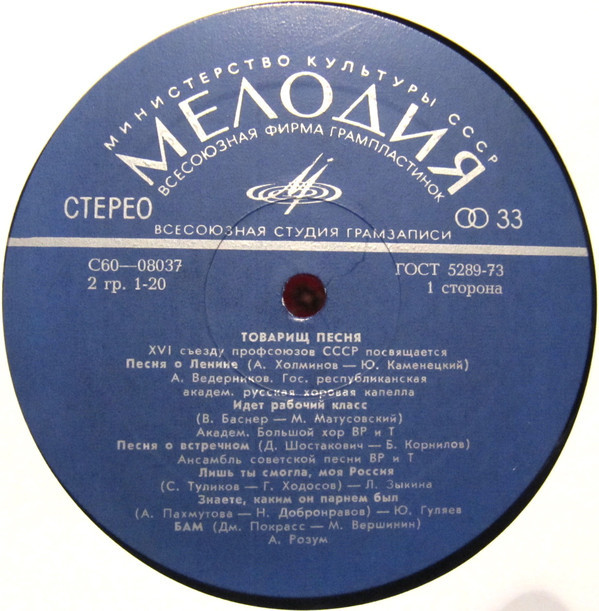 МИНИСТЕРСТВО КУЛЬТУРЫ СССР
МЕЛОДИЯ
ВСЕСОЮЗНАЯ ФИРМА ГРАМПЛАСТИНОК
СТЕРЕО
33
ВСЕСОЮЗНАЯ СТУДИЯ ГРАМЗАПИСИ
С60—08037
ГОСТ 5289-73
2 гр. 1-20
1 сторона
ТОВАРИЩ ПЕСНЯ
XVI съезду профсоюзов СССР посвящается
Песня о Ленине (А. Холминов — Ю. Каменецкий)
А. Ведерников. Гос. республиканская
академ. русская хоровая капелла
Идет рабочий класс
(В. Баснер — М. Матусовский)
Академ. Большой хор ВР и Т
Песня о встречном (Д. Шостакович — Б. Корнилов)
Ансамбль советской песни ВР и Т
Лишь ты смогла, моя Россия
(С. Туликов — Г. Ходосов) — Л. Зыкина
Знаете, каким он парнем был
(А. Пахмутова — Н. Добронравов) — Ю. Гуляев
БАМ (Дм. Покрасс — М. Вершинин)
А. Розум